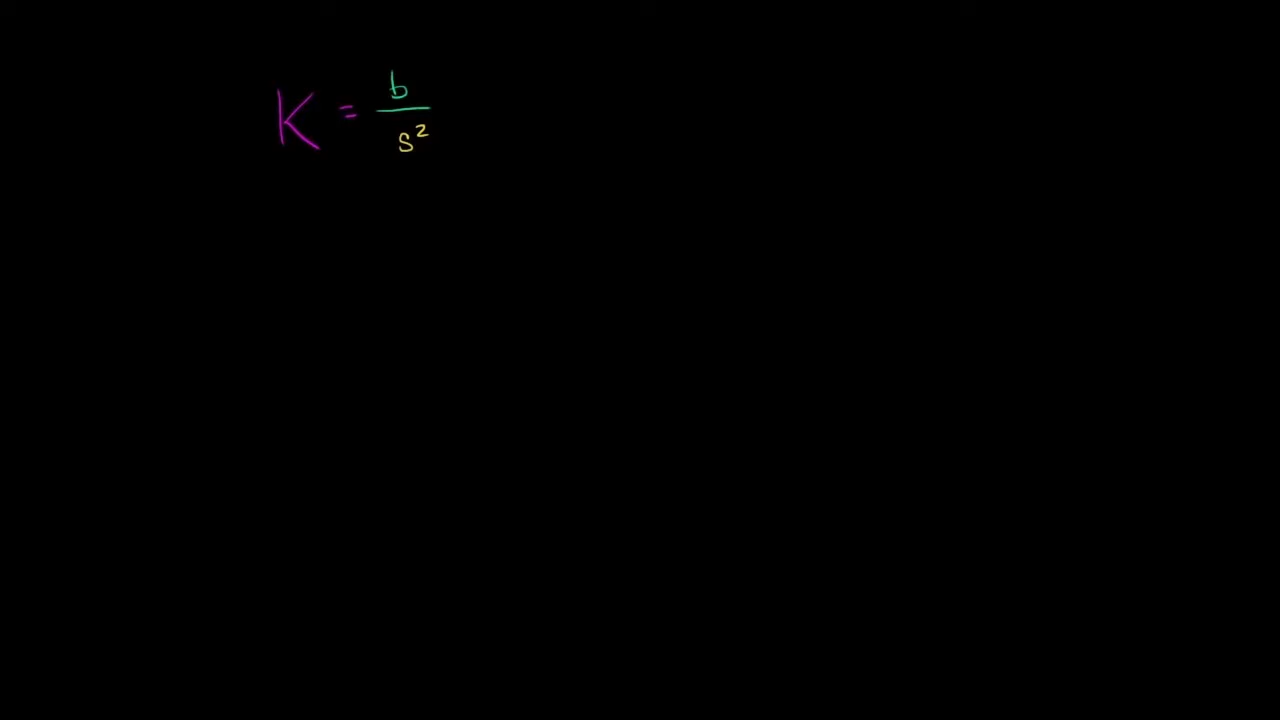 K = b/s²